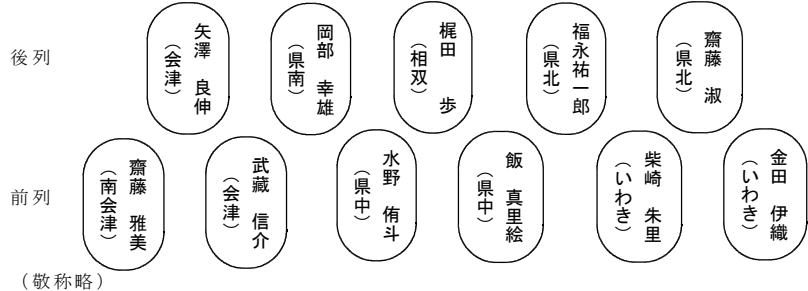 後列
矢澤 良伸
（会津）
岡部 幸雄
（県南）
梶田 歩
（相双）
福永祐一郎
（県北）
齋藤 淑
（県北）
前列
齋藤 雅美
（南会津）
武藏 信介
（会津）
水野 侑斗
（県中）
飯 真里絵
（県中）
柴崎 朱里
（いわき）
金田 伊織
（いわき）
（敬称略）